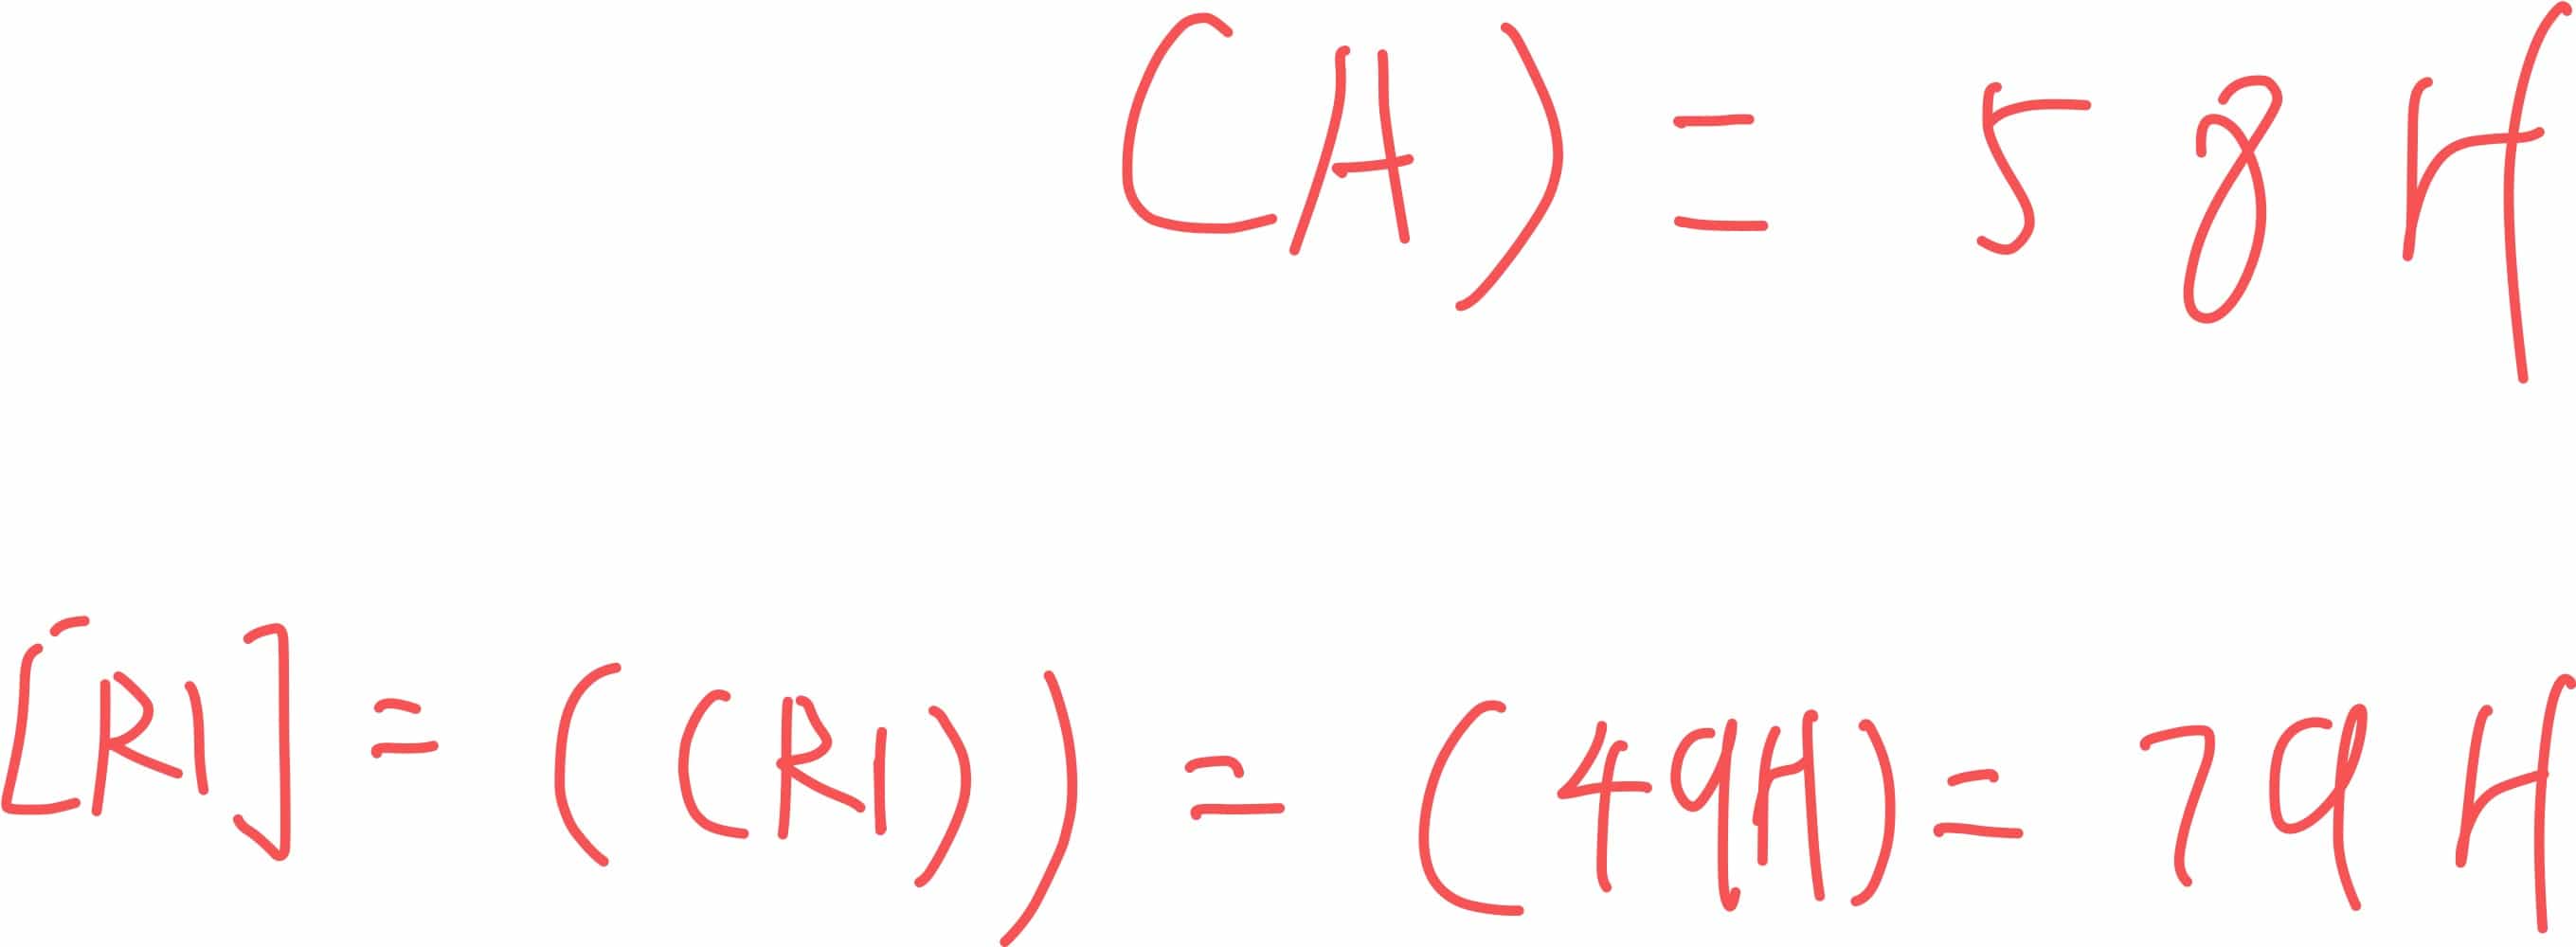 (A) = 58H
[R1] = ((R1)) = (49H) = 79H